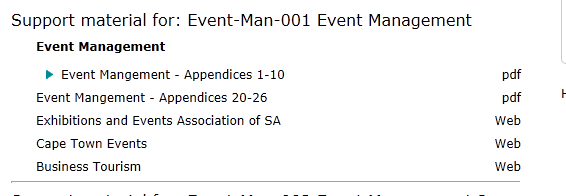 Support material for: Event-Man-001 Event Management
Event Management
Event Mangement - Appendices 1-10 pdf
Event Mangement - Appendices 20-26 pdf
Exhibitions and Events Association of SA Web
Cape Town Events Web
Business Tourism Web